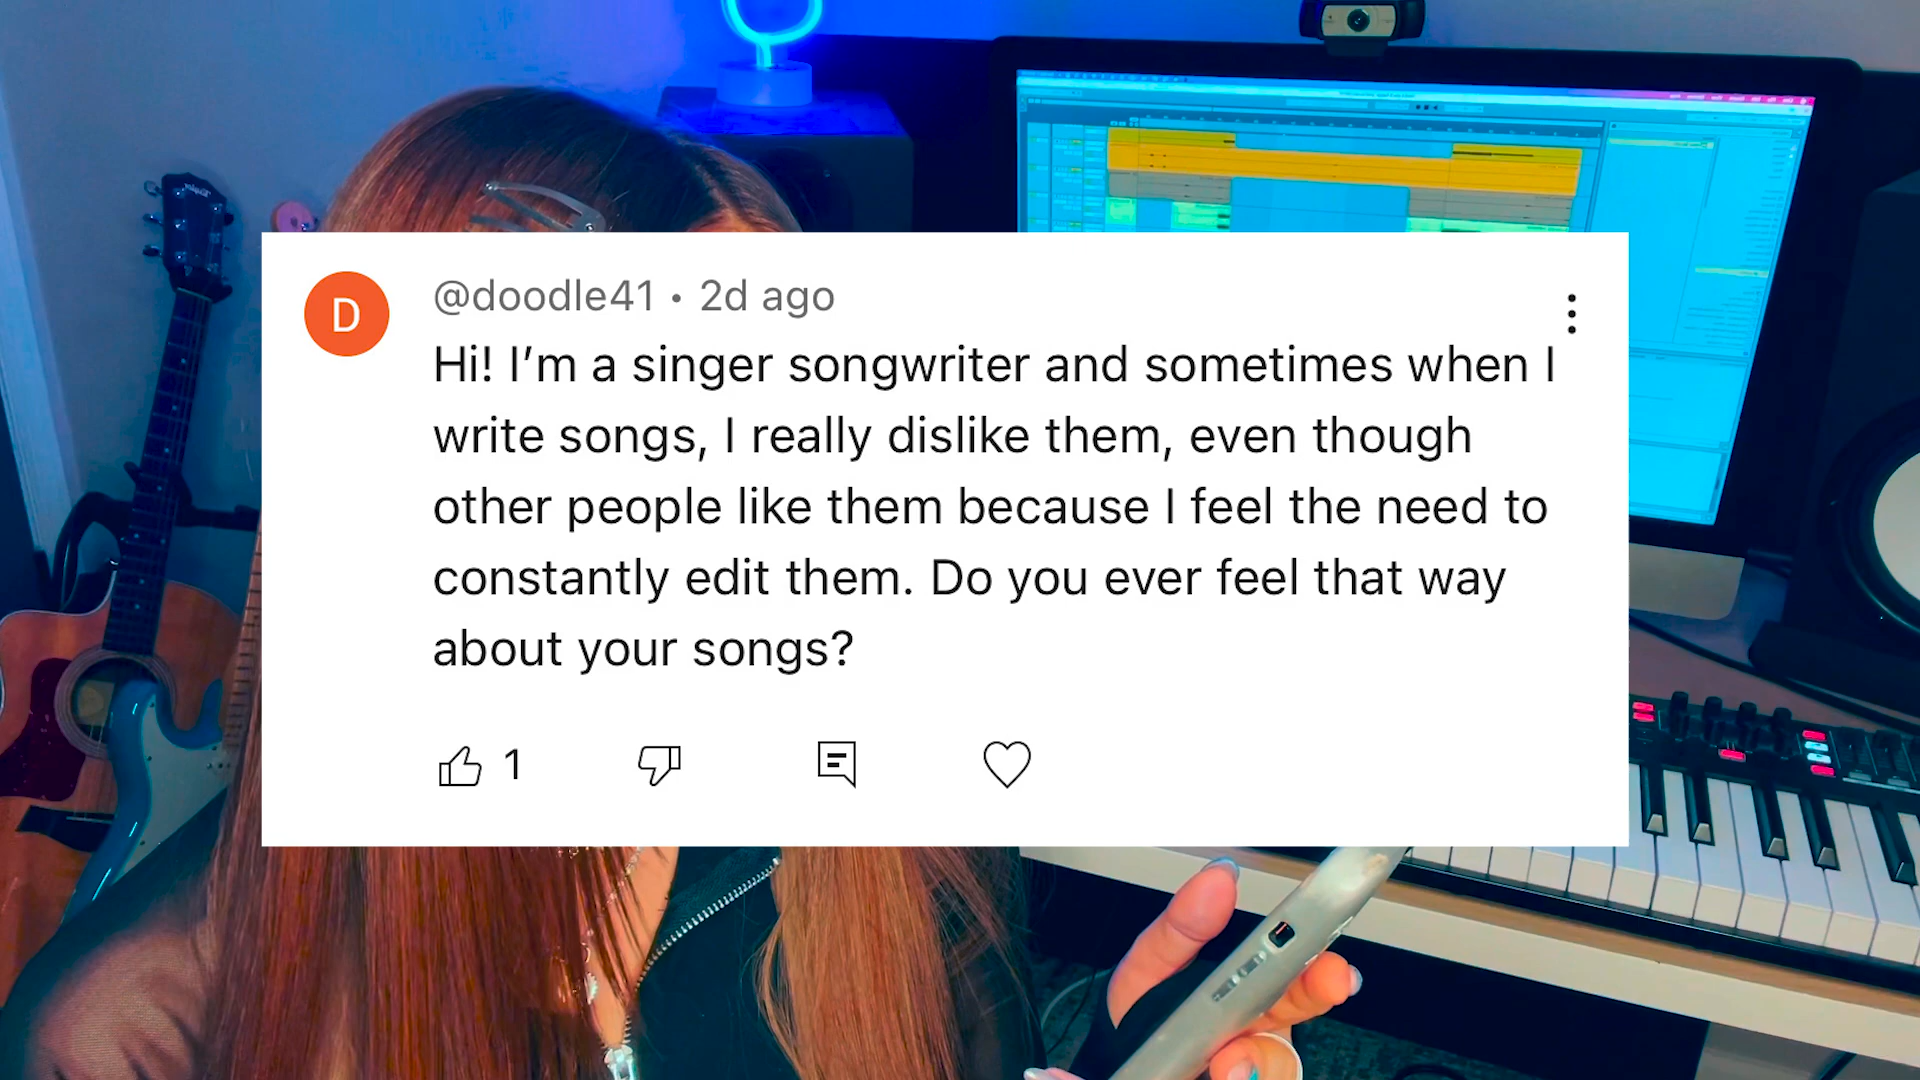 D
@doodle41 • 2d ago
Hi! I’m a singer songwriter and sometimes when I
write songs, I really dislike them, even though
other people like them because I feel the need to
constantly edit them. Do you ever feel that way
about your songs?
1